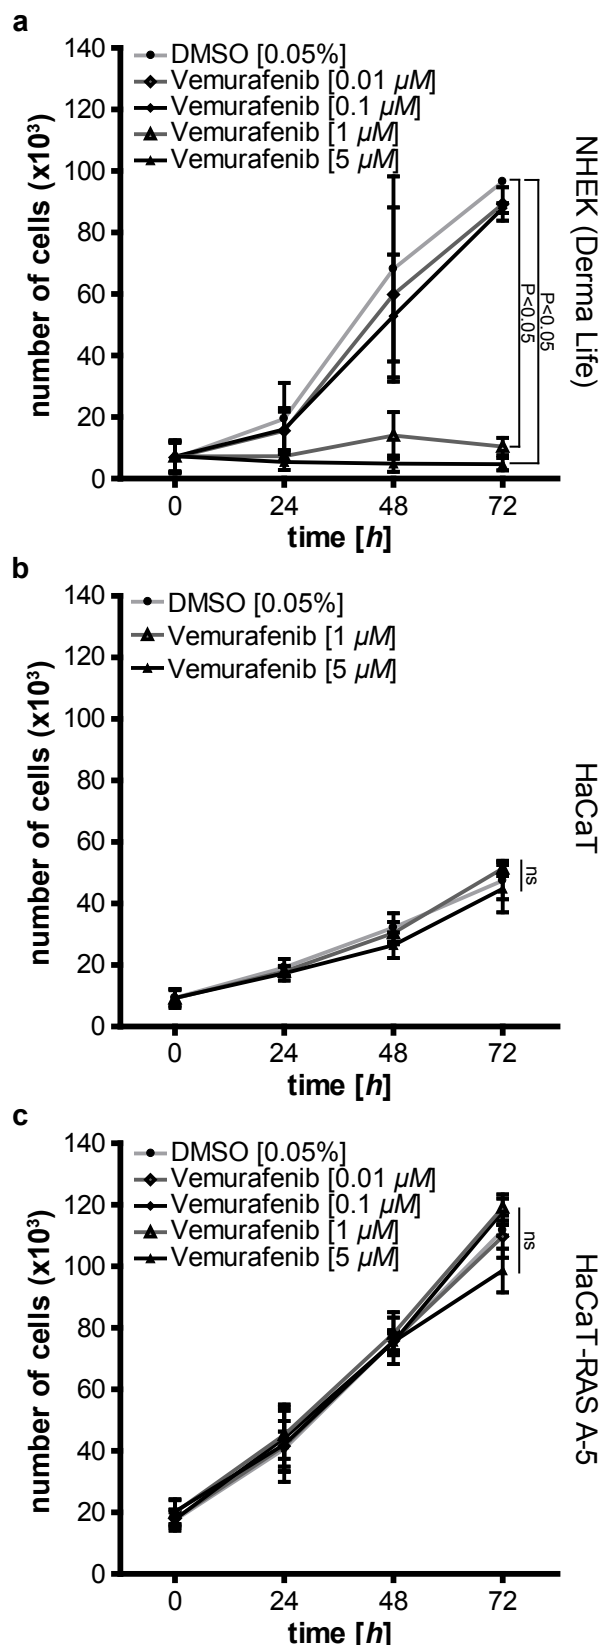 a
140
120
100
80
60
40
20
0
number of cells (x10³)
DMSO [0.05%]
Vemurafenib [0.01 µM]
Vemurafenib [0.1 µM]
Vemurafenib [1 µM]
Vemurafenib [5 µM]
P<0.05
P<0.05
NHEK (Derma Life)
0 24 48 72
time [h]
b
140
120
100
80
60
40
20
0
number of cells (x10³)
DMSO [0.05%]
Vemurafenib [1 µM]
Vemurafenib [5 µM]
ns
HaCaT
0 24 48 72
time [h]
c
140
120
100
80
60
40
20
0
number of cells (x10³)
DMSO [0.05%]
Vemurafenib [0.01 µM]
Vemurafenib [0.1 µM]
Vemurafenib [1 µM]
Vemurafenib [5 µM]
ns
HaCaT-RAS A-5
0 24 48 72
time [h]